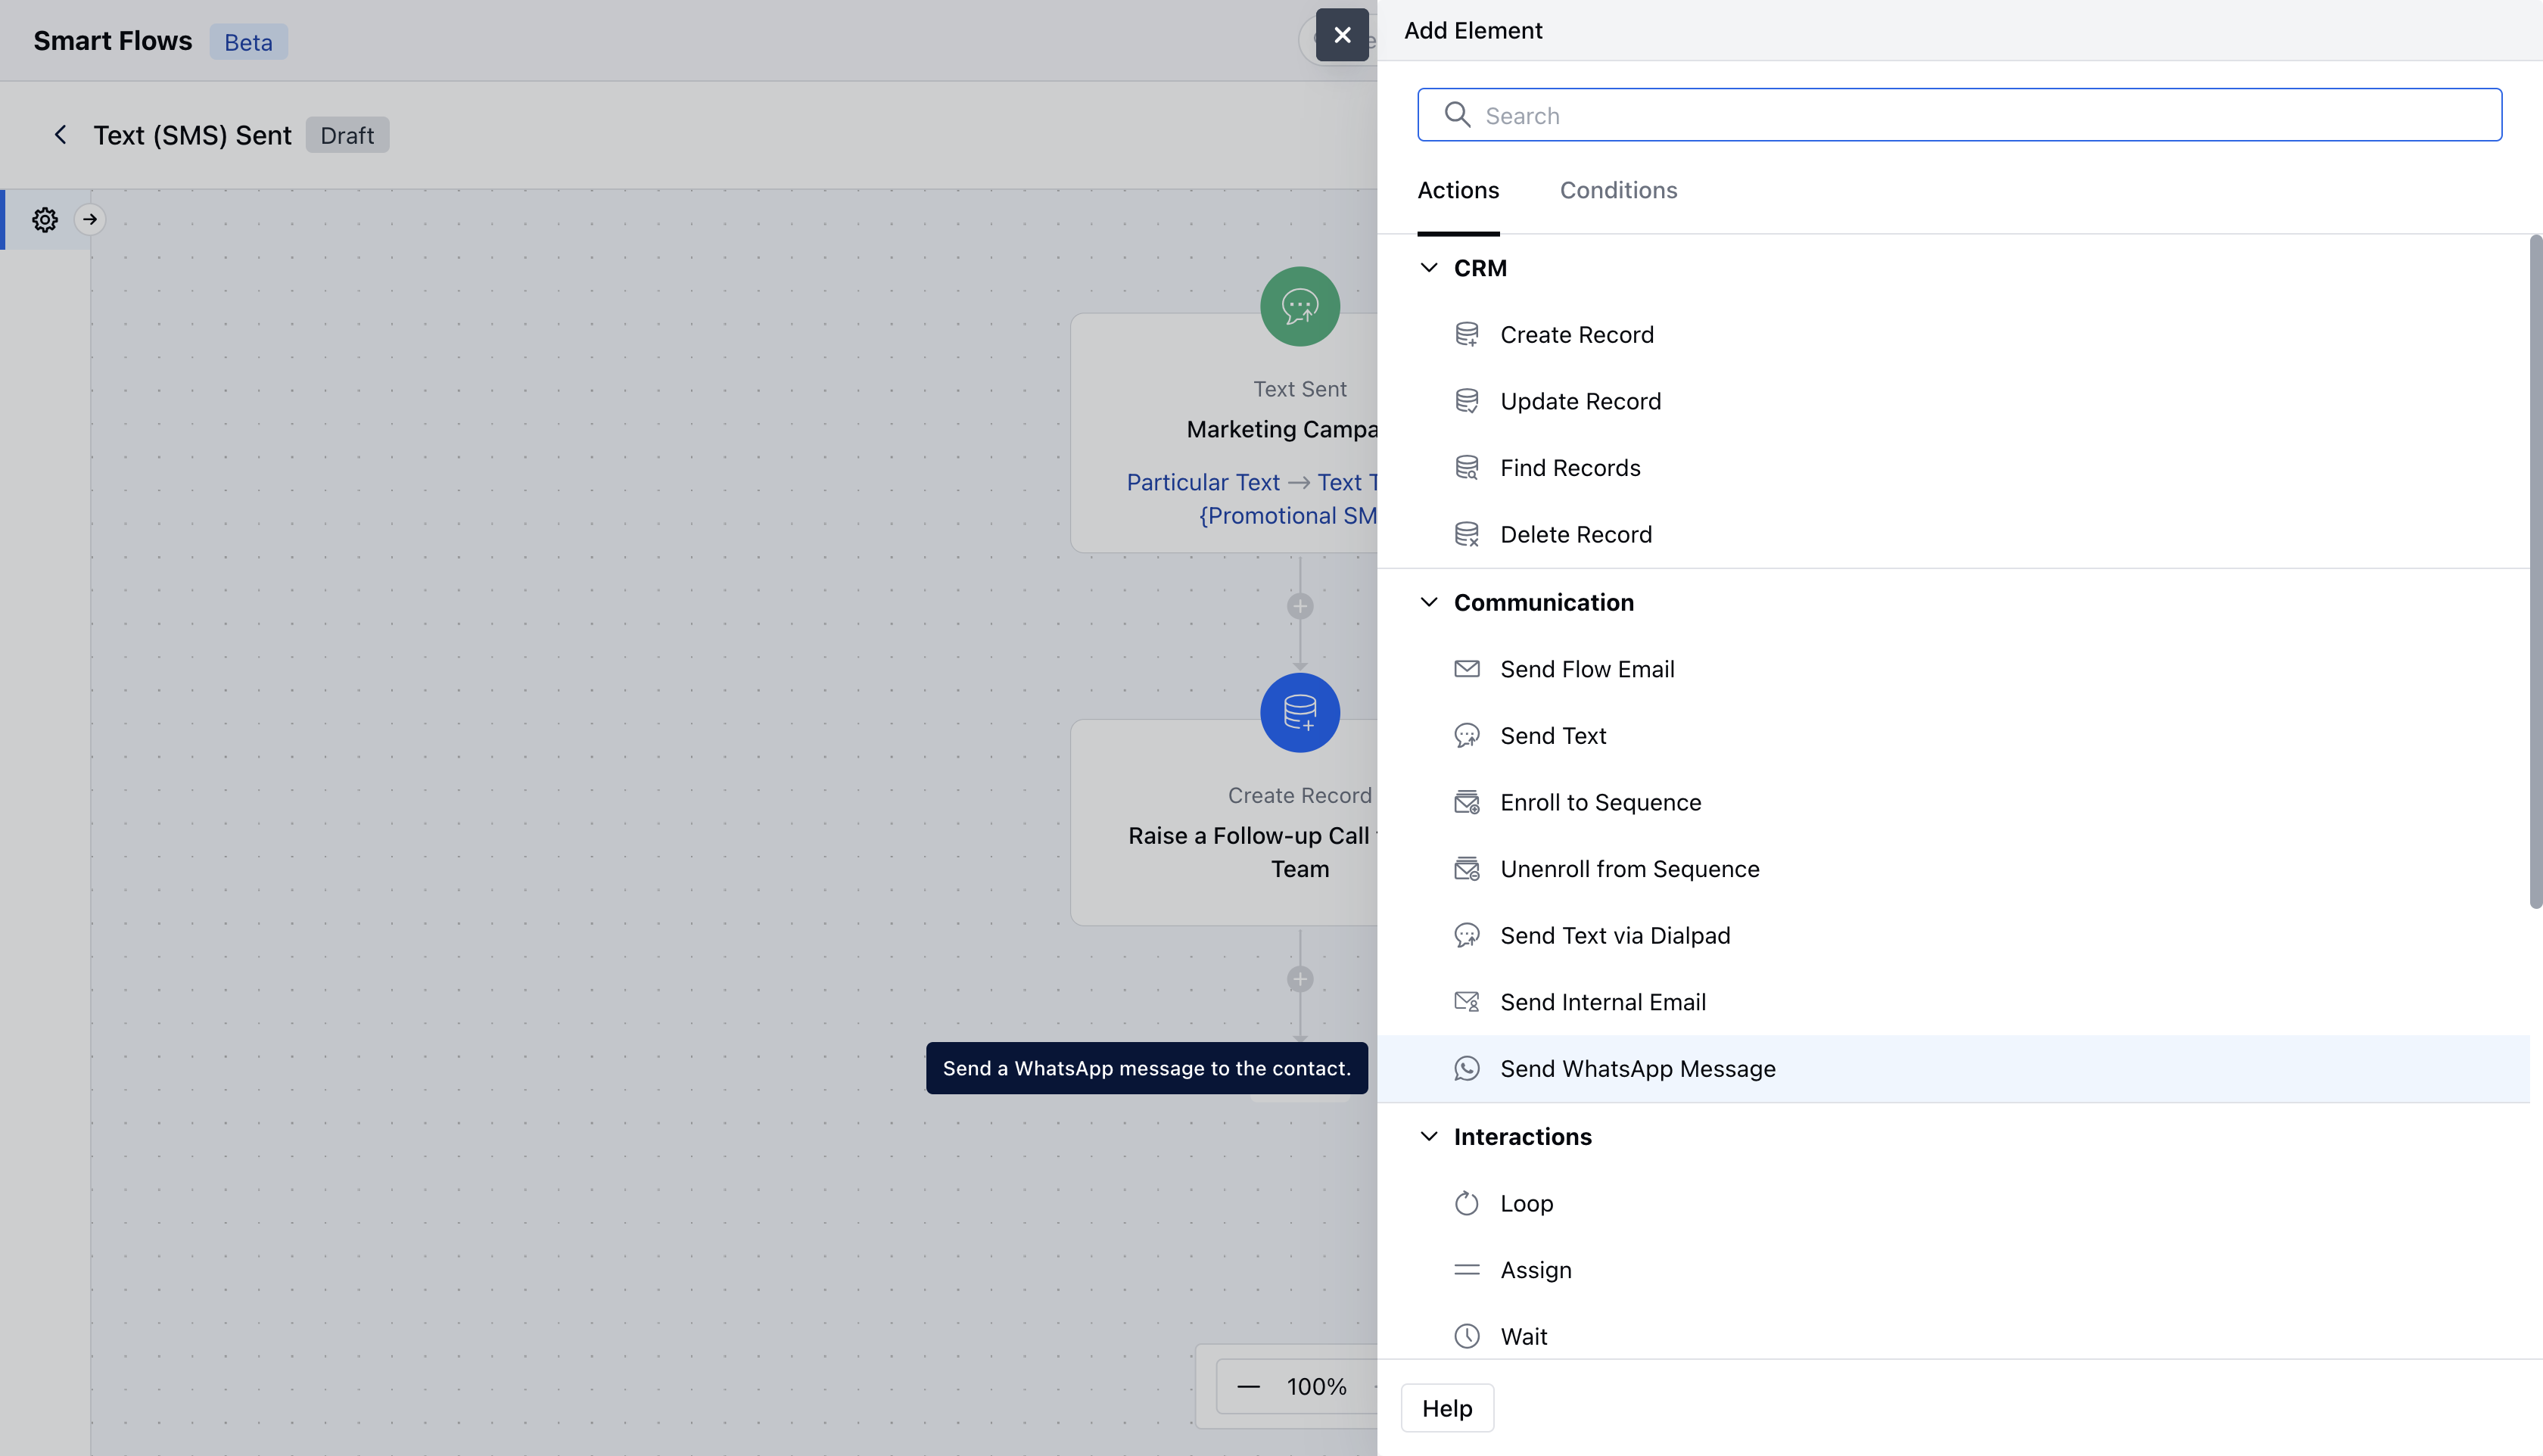 Smart Flows
Beta
Text (SMS) Sent
Draft
Text Sent
Marketing
Particular Text → Text
{Promotional
Create Record
Raise a Follow-up Call
Team
Send a WhatsApp message to the contact.
100%
Add Element
Search
Actions
Conditions
CRM
Create Record
Update Record
Find Records
Delete Record
Communication
Send Flow Email
Send Text
Enroll to Sequence
Unenroll from Sequence
Send Text via Dialpad
Send Internal Email
Send WhatsApp Message
Interactions
Loop
Assign
Wait
Help